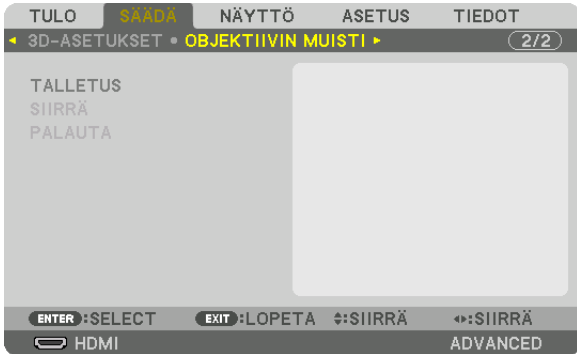 TULO SÄÄDÄ NÄYTTÖ ASETUS TIEDOT
◄ 3D-ASETUKSET • OBJEKTIIVIN MUISTI ► 2/2
TALLETUS
SIIRRÄ
PALAUTA
ENTER :SELECT EXIT :LOPETA ♦:SIIRRÄ ◄►:SIIRRÄ
HDMI ADVANCED